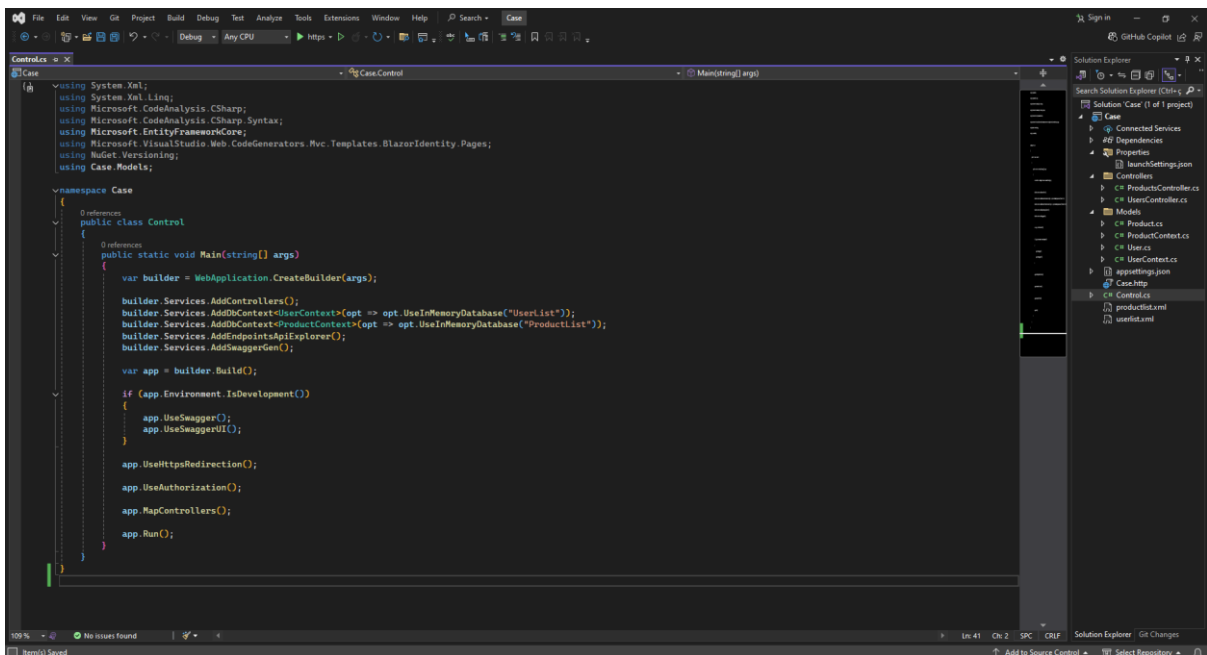 File Edit View Git Project Build Debug Test Analyze Tools Extensions Window Help Search Case Sign in
Debug Any CPU https GitHub Copilot
Control.cs
Case Case.Control Main(string[] args)
using System.Xml;
using System.Xml.Linq;
using Microsoft.CodeAnalysis.CSharp;
using Microsoft.CodeAnalysis.CSharp.Syntax;
using Microsoft.EntityFrameworkCore;
using Microsoft.VisualStudio.Web.CodeGenerators.Mvc.Templates.BlazorIdentity.Pages;
using NuGet.Versioning;
using Case.Models;
namespace Case
{
0 references
public class Control
{
0 references
public static void Main(string[] args)
{
var builder = WebApplication.CreateBuilder(args);
builder.Services.AddControllers();
builder.Services.AddDbContext<UserContext>(opt => opt.UseInMemoryDatabase("UserList"));
builder.Services.AddDbContext<ProductContext>(opt => opt.UseInMemoryDatabase("ProductList"));
builder.Services.AddEndpointsApiExplorer();
builder.Services.AddSwaggerGen();
var app = builder.Build();
if (app.Environment.IsDevelopment())
{
app.UseSwagger();
app.UseSwaggerUI();
}
app.UseHttpsRedirection();
app.UseAuthorization();
app.MapControllers();
app.Run();
}
}
}
109 % No issues found Ln: 41 Ch: 2 SPC CRLF
Solution Explorer
Search Solution Explorer (Ctrl+ç
Solution 'Case' (1 of 1 project)
Case
Connected Services
Dependencies
Properties
launchSettings.json
Controllers
C# ProductsController.cs
C# UsersController.cs
Models
C# Product.cs
C# ProductContext.cs
C# User.cs
C# UserContext.cs
appsettings.json
Case.http
C# Control.cs
productlist.xml
userlist.xml
Solution Explorer Git Changes
Item(s) Saved Add to Source Control Select Repository